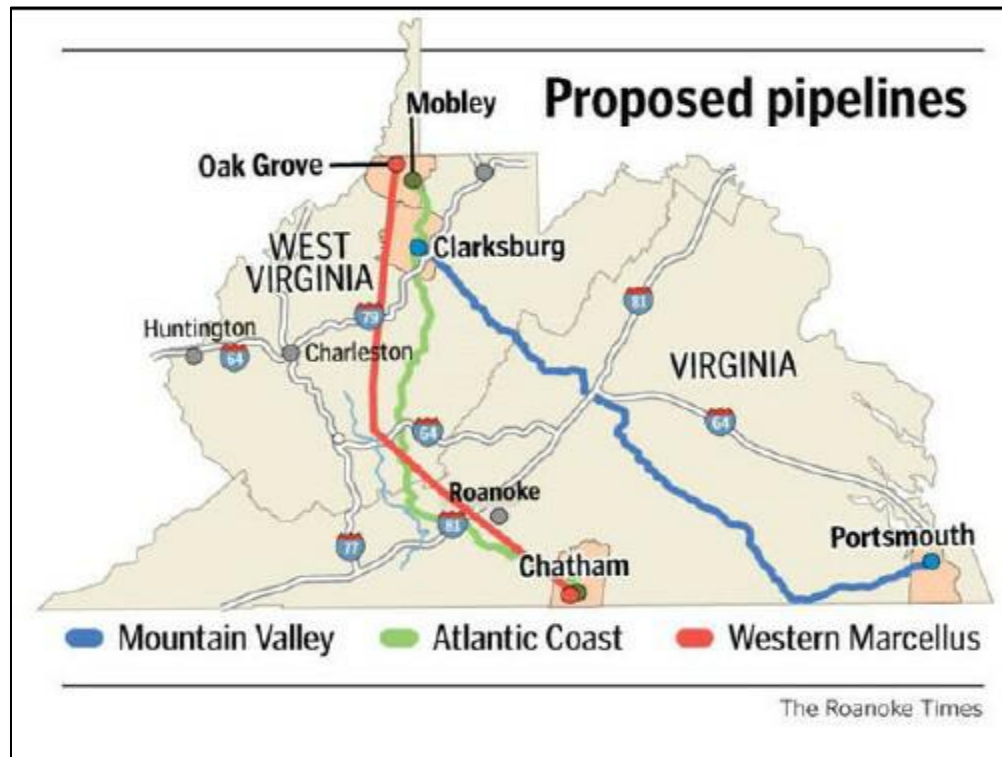 Proposed pipelines
Mobley
Oak Grove
WEST
VIRGINIA
Clarksburg
79
81
Huntington
64
Charleston
VIRGINIA
64
64
Roanoke
81
77
Chatham
Portsmouth
Mountain Valley
Atlantic Coast
Western Marcellus
The Roanoke Times